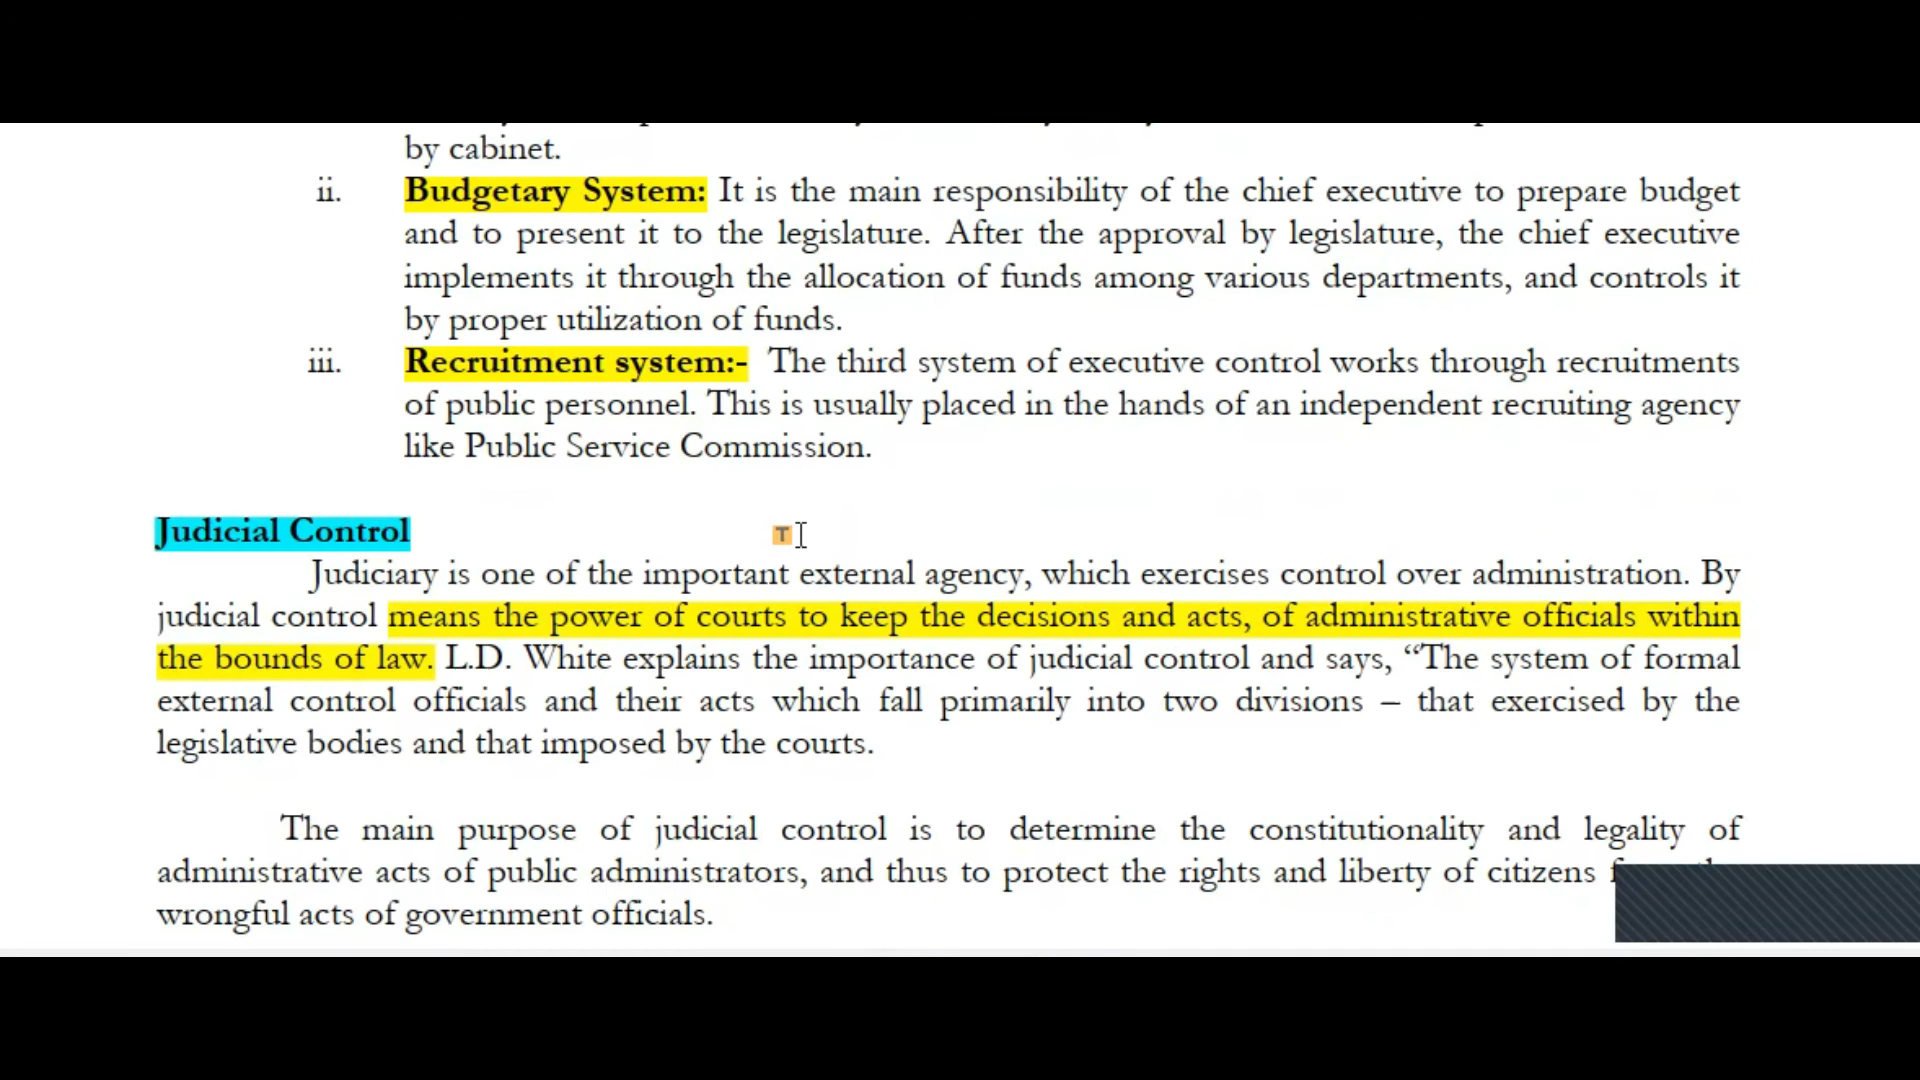 by cabinet.
ii. Budgetary System: It is the main responsibility of the chief executive to prepare budget
and to present it to the legislature. After the approval by legislature, the chief executive
implements it through the allocation of funds among various departments, and controls it
by proper utilization of funds.
iii. Recruitment system:- The third system of executive control works through recruitments
of public personnel. This is usually placed in the hands of an independent recruiting agency
like Public Service Commission.
Judicial Control
T
Judiciary is one of the important external agency, which exercises control over administration. By
judicial control means the power of courts to keep the decisions and acts, of administrative officials within
the bounds of law. L.D. White explains the importance of judicial control and says, “The system of formal
external control officials and their acts which fall primarily into two divisions – that exercised by the
legislative bodies and that imposed by the courts.
The main purpose of judicial control is to determine the constitutionality and legality of
administrative acts of public administrators, and thus to protect the rights and liberty of citizens
wrongful acts of government officials.